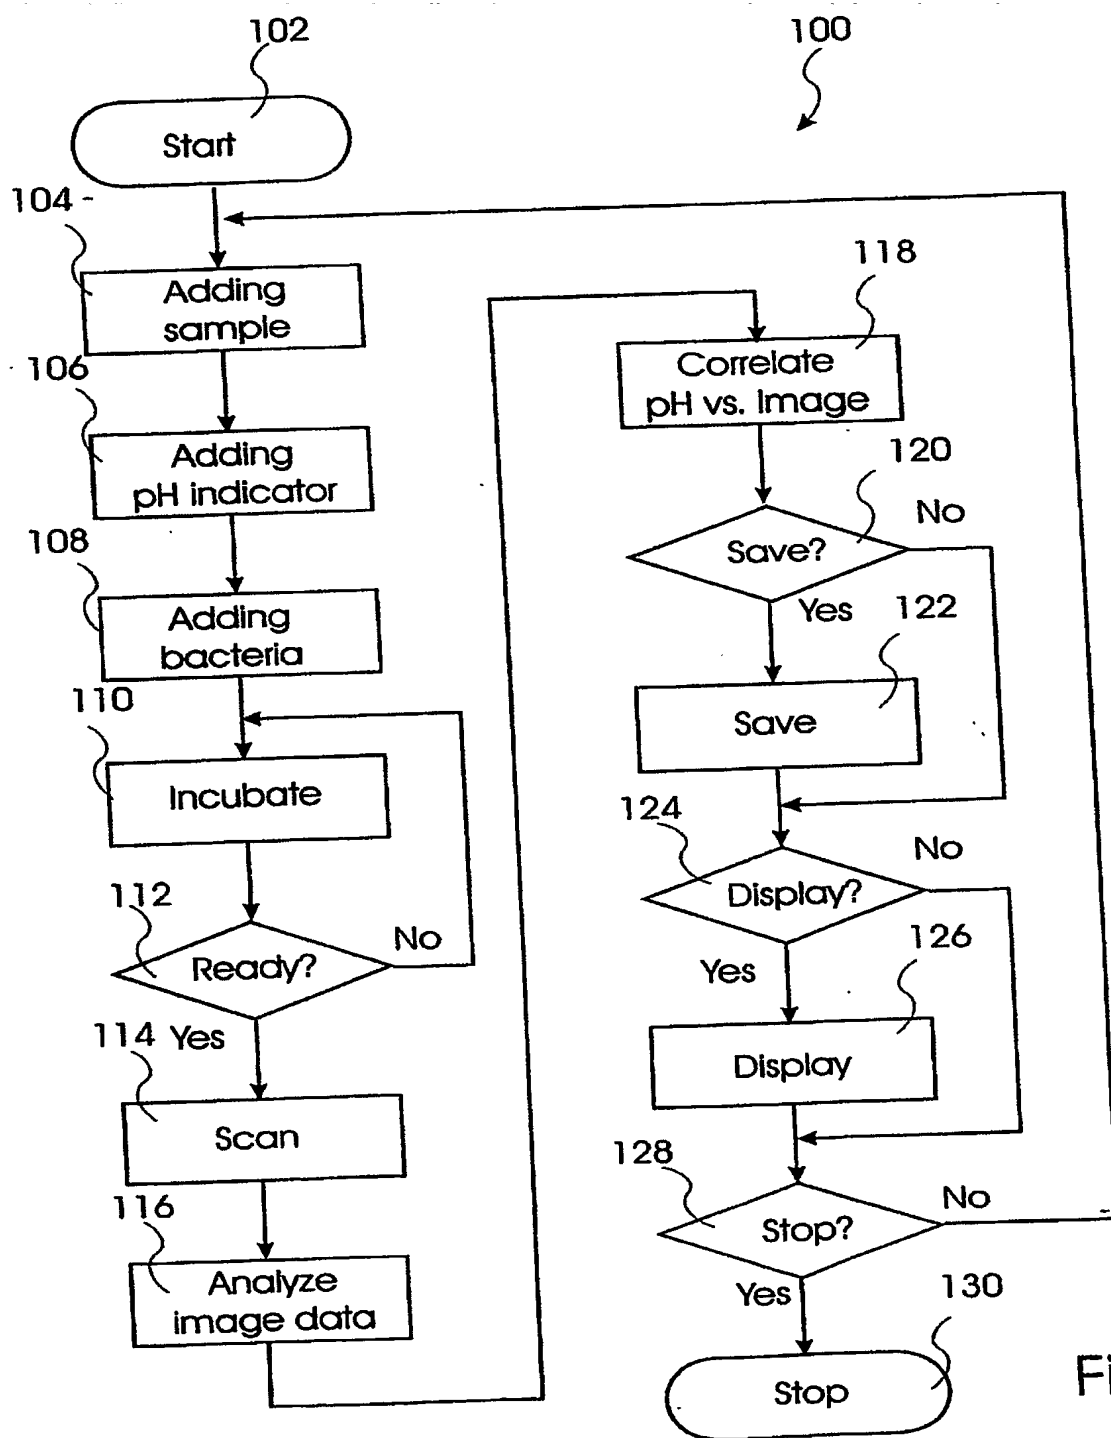 102
100
Start
104
Adding
sample
106
Adding
pH indicator
108
Adding
bacteria
110
Incubate
112
Ready?
No
Yes
114
Scan
116
Analyze
image data
118
Correlate
pH vs. Image
120
No
Save?
Yes
122
Save
124
No
Display?
Yes
126
Display
128
No
Stop?
Yes
130
Stop